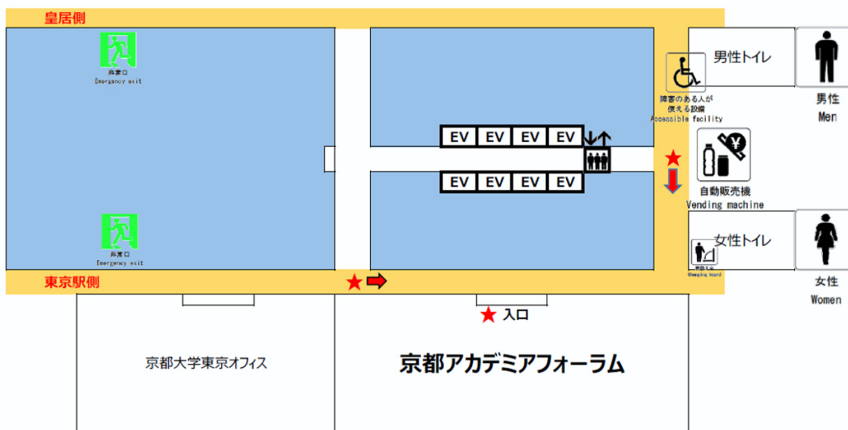 皇居側
非常口
Emergency exit
男性トイレ
男性
Men
障害のある人が
使える設備
Accessible facility
EV EV EV EV
EV EV EV EV
自動販売機
Vending machine
女性トイレ
女性
Women
非常口
Emergency exit
東京駅側
入口
京都大学東京オフィス
京都アカデミアフォーラム